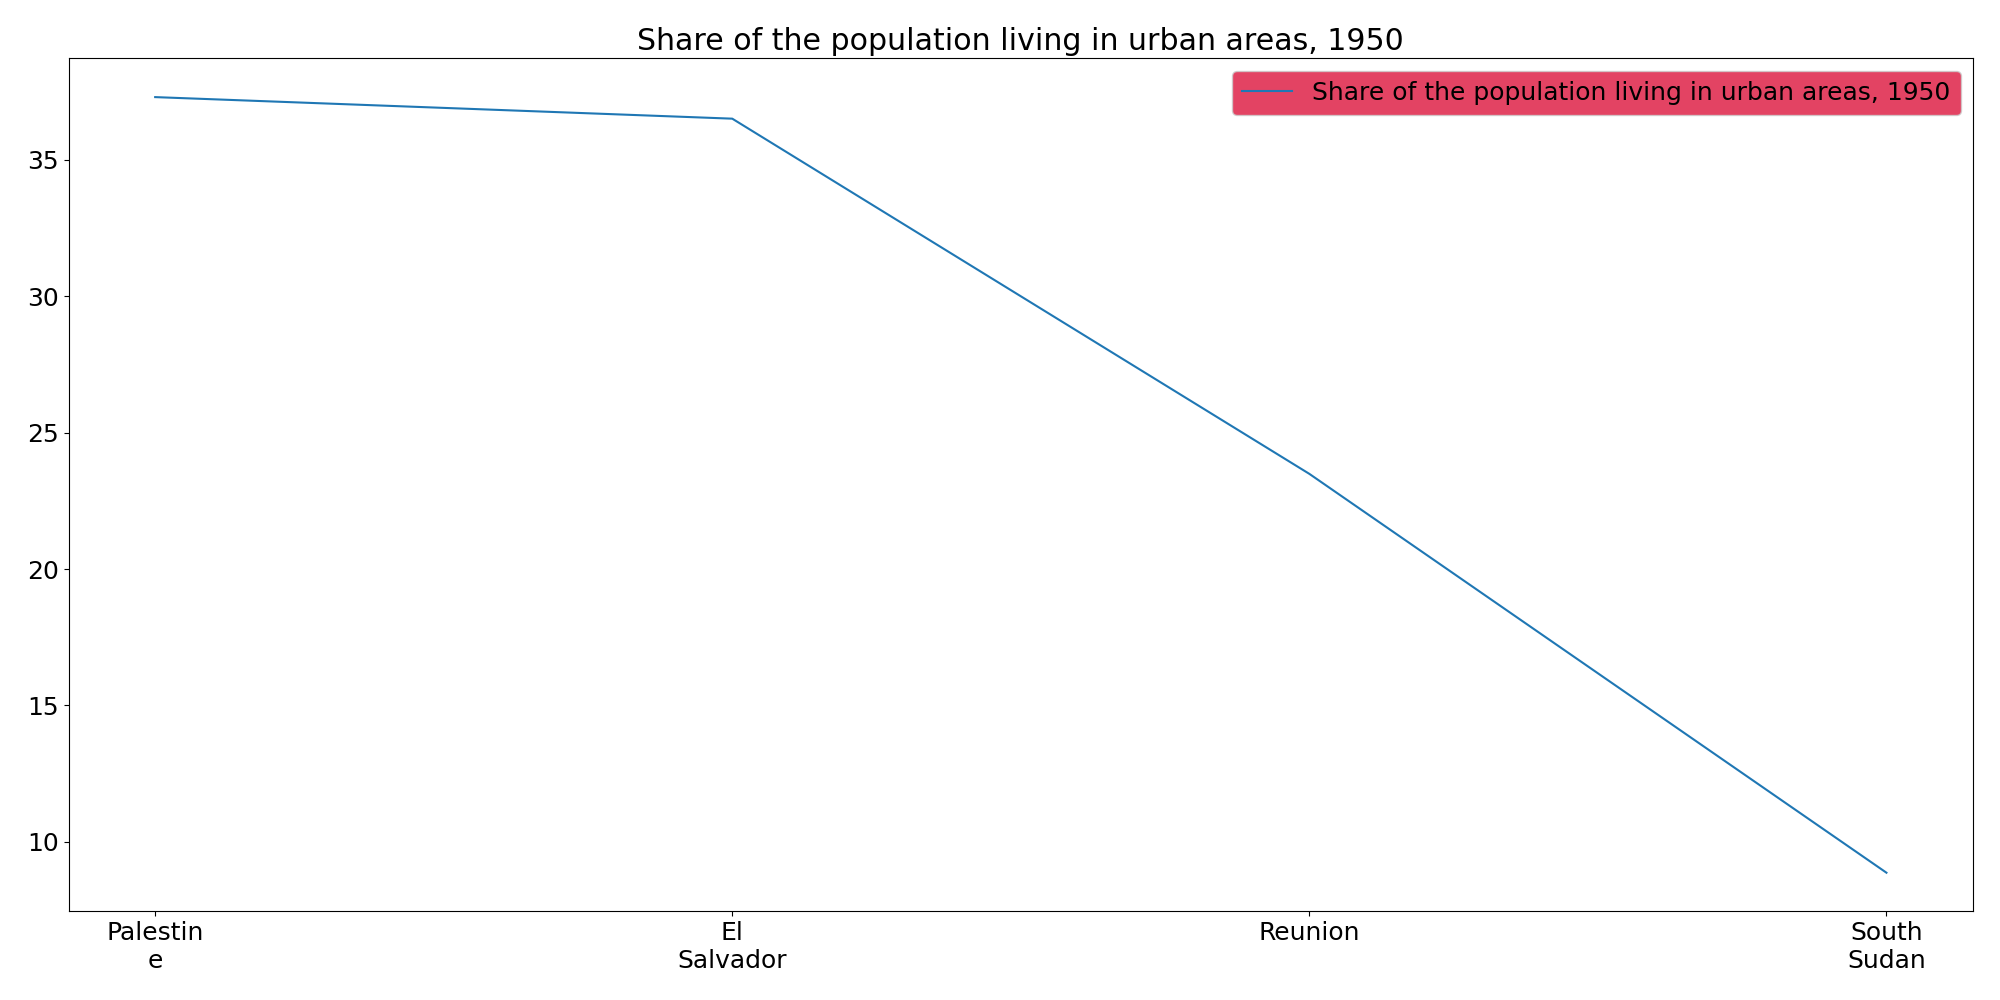 Share of the population living in urban areas, 1950
Share of the population living in urban areas, 1950
35
30
25
20
15
10
Palestin
e
El
Salvador
Reunion
South
Sudan